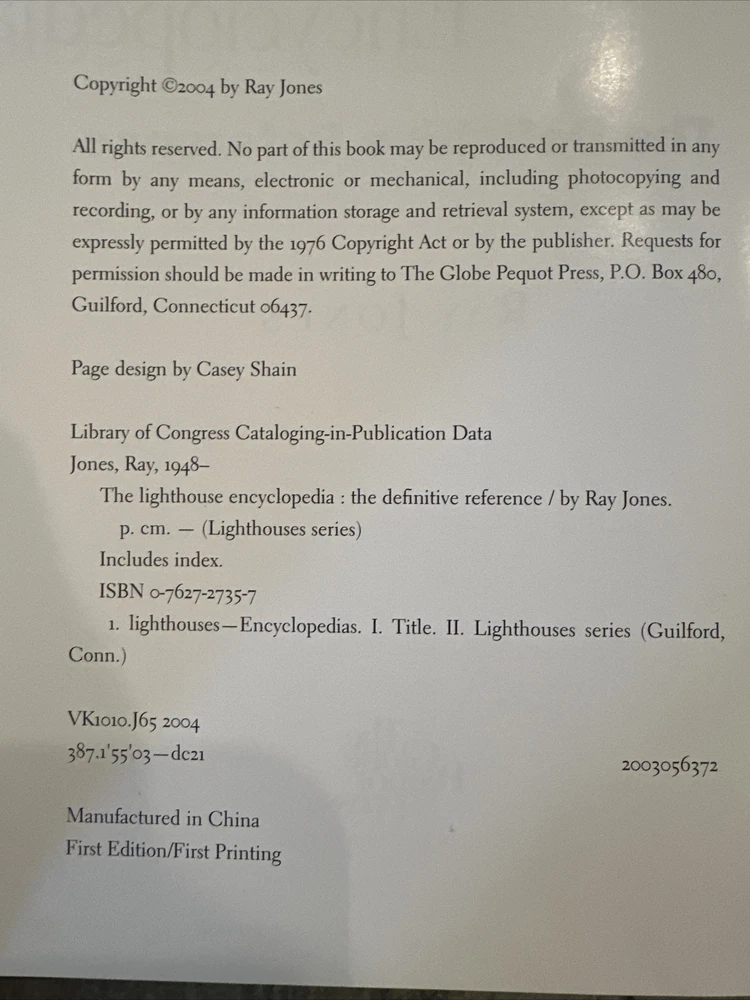 Copyright ©2004 by Ray Jones
All rights reserved. No part of this book may be reproduced or transmitted in any
form by any means, electronic or mechanical, including photocopying and
recording, or by any information storage and retrieval system, except as may be
expressly permitted by the 1976 Copyright Act or by the publisher. Requests for
permission should be made in writing to The Globe Pequot Press, P.O. Box 480,
Guilford, Connecticut 06437.
Page design by Casey Shain
Library of Congress Cataloging-in-Publication Data
Jones, Ray, 1948–
The lighthouse encyclopedia : the definitive reference / by Ray Jones.
p. cm. — (Lighthouses series)
Includes index.
ISBN 0-7627-2735-7
1. lighthouses—Encyclopedias. I. Title. II. Lighthouses series (Guilford,
Conn.)
VK1010.J65 2004
387.1'55'03—dc21
2003056372
Manufactured in China
First Edition/First Printing